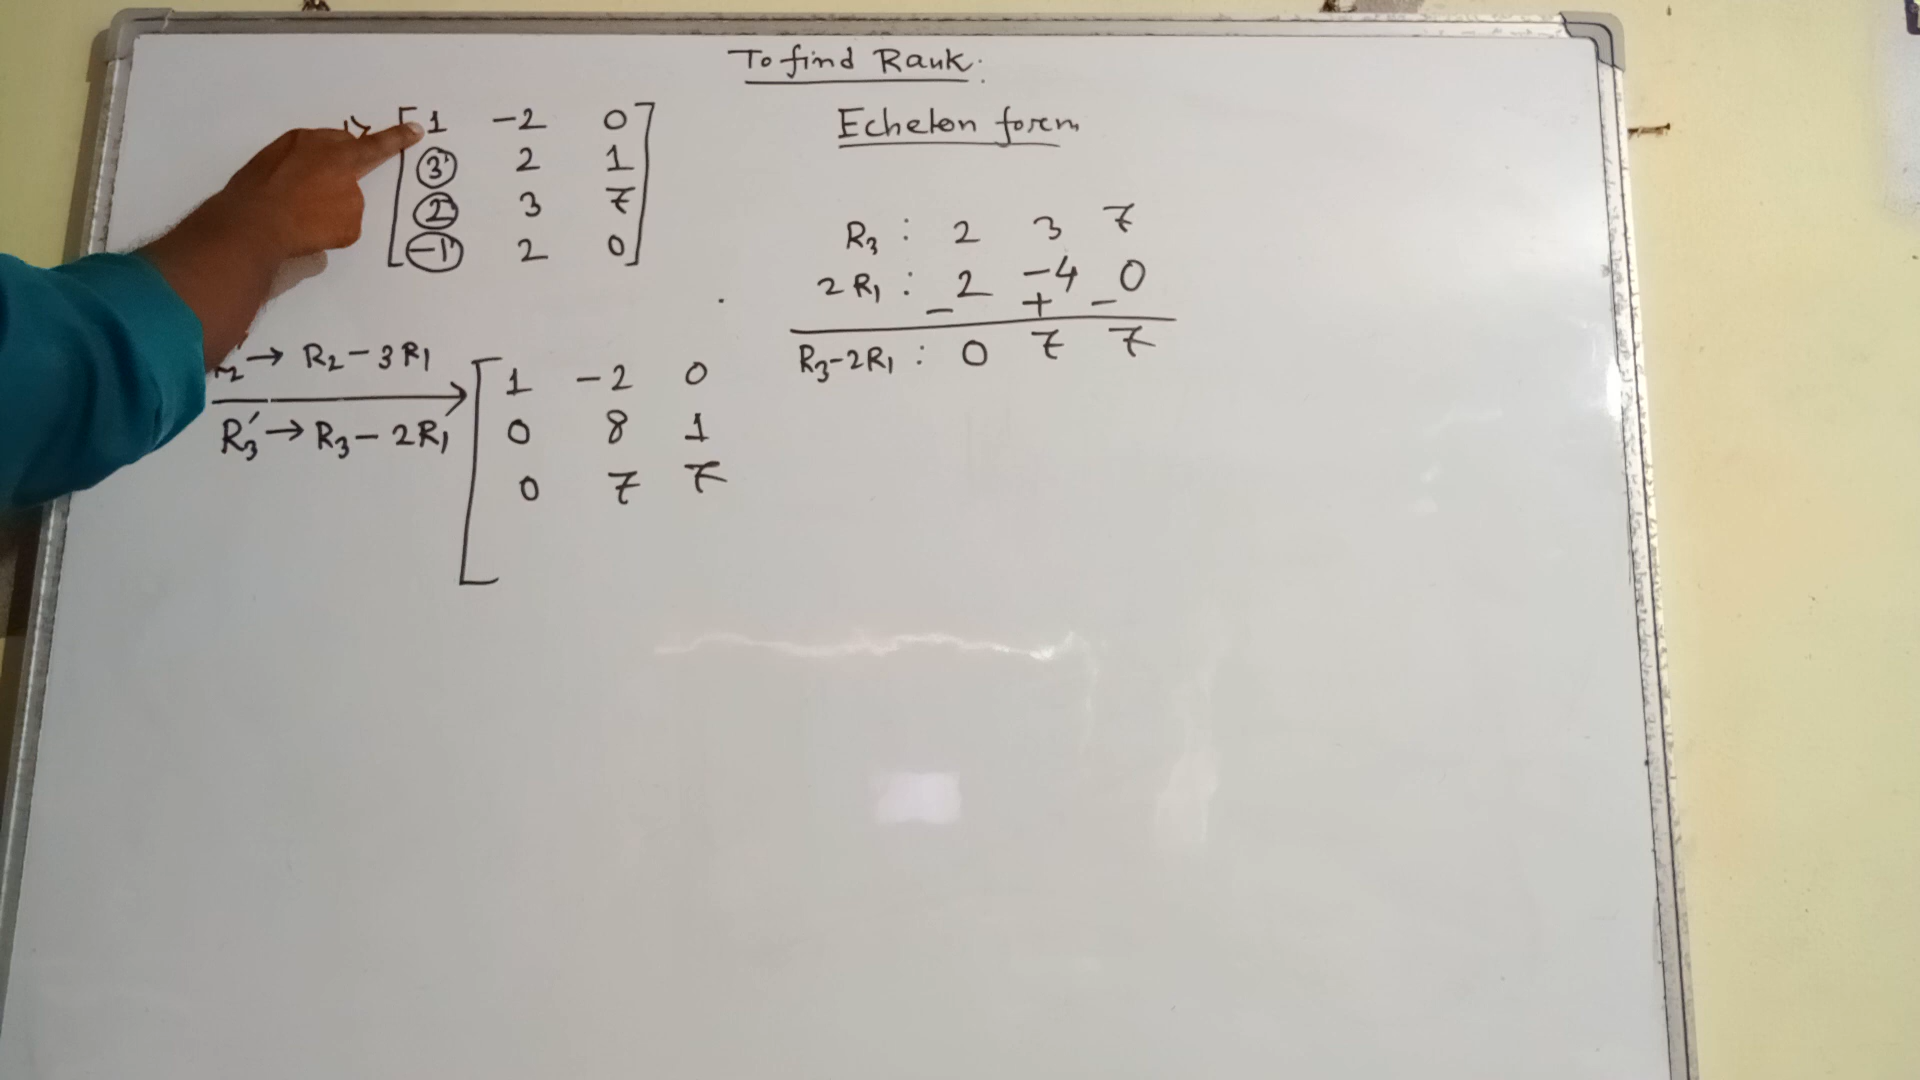 To find Rank.
1>
1 -2 0
3 2 1
2 3 7
-1 2 0
Echelon form
R3 : 2 3 7
2R1 : 2 -4 0
- + -
R3-2R1 : 0 7 7
R2' → R2 - 3R1
R3' → R3 - 2R1
1 -2 0
0 8 1
0 7 7